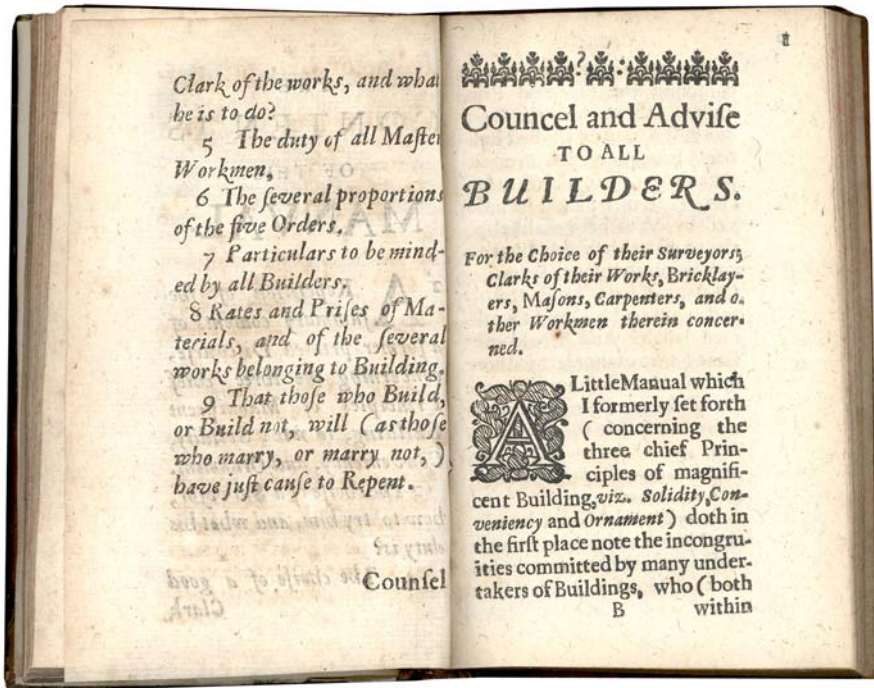 Clark of the works, and what
he is to do?
5 The duty of all Maſter
Workmen,
6 The ſeveral proportions
of the five Orders.
7 Particulars to be mind-
ed by all Builders.
8 Rates and Priſes of Ma-
terials, and of the ſeveral
works belonging to Building.
9 That thoſe who Build,
or Build not, will (as thoſe
who marry, or marry not, )
have juſt cauſe to Repent.
Counſel
1
Councel and Adviſe
TO ALL
BUILDERS.
For the Choice of their Surveyors;
Clarks of their Works, Bricklay-
ers, Maſons, Carpenters, and o-
ther Workmen therein concer-
ned.
A LittleManual which
I formerly ſet forth
( concerning the
three chief Prin-
ciples of magnifi-
cent Building, viz. Solidity, Con-
veniency and Ornament ) doth in
the firſt place note the incongru-
ities committed by many under-
takers of Buildings, who ( both
B within